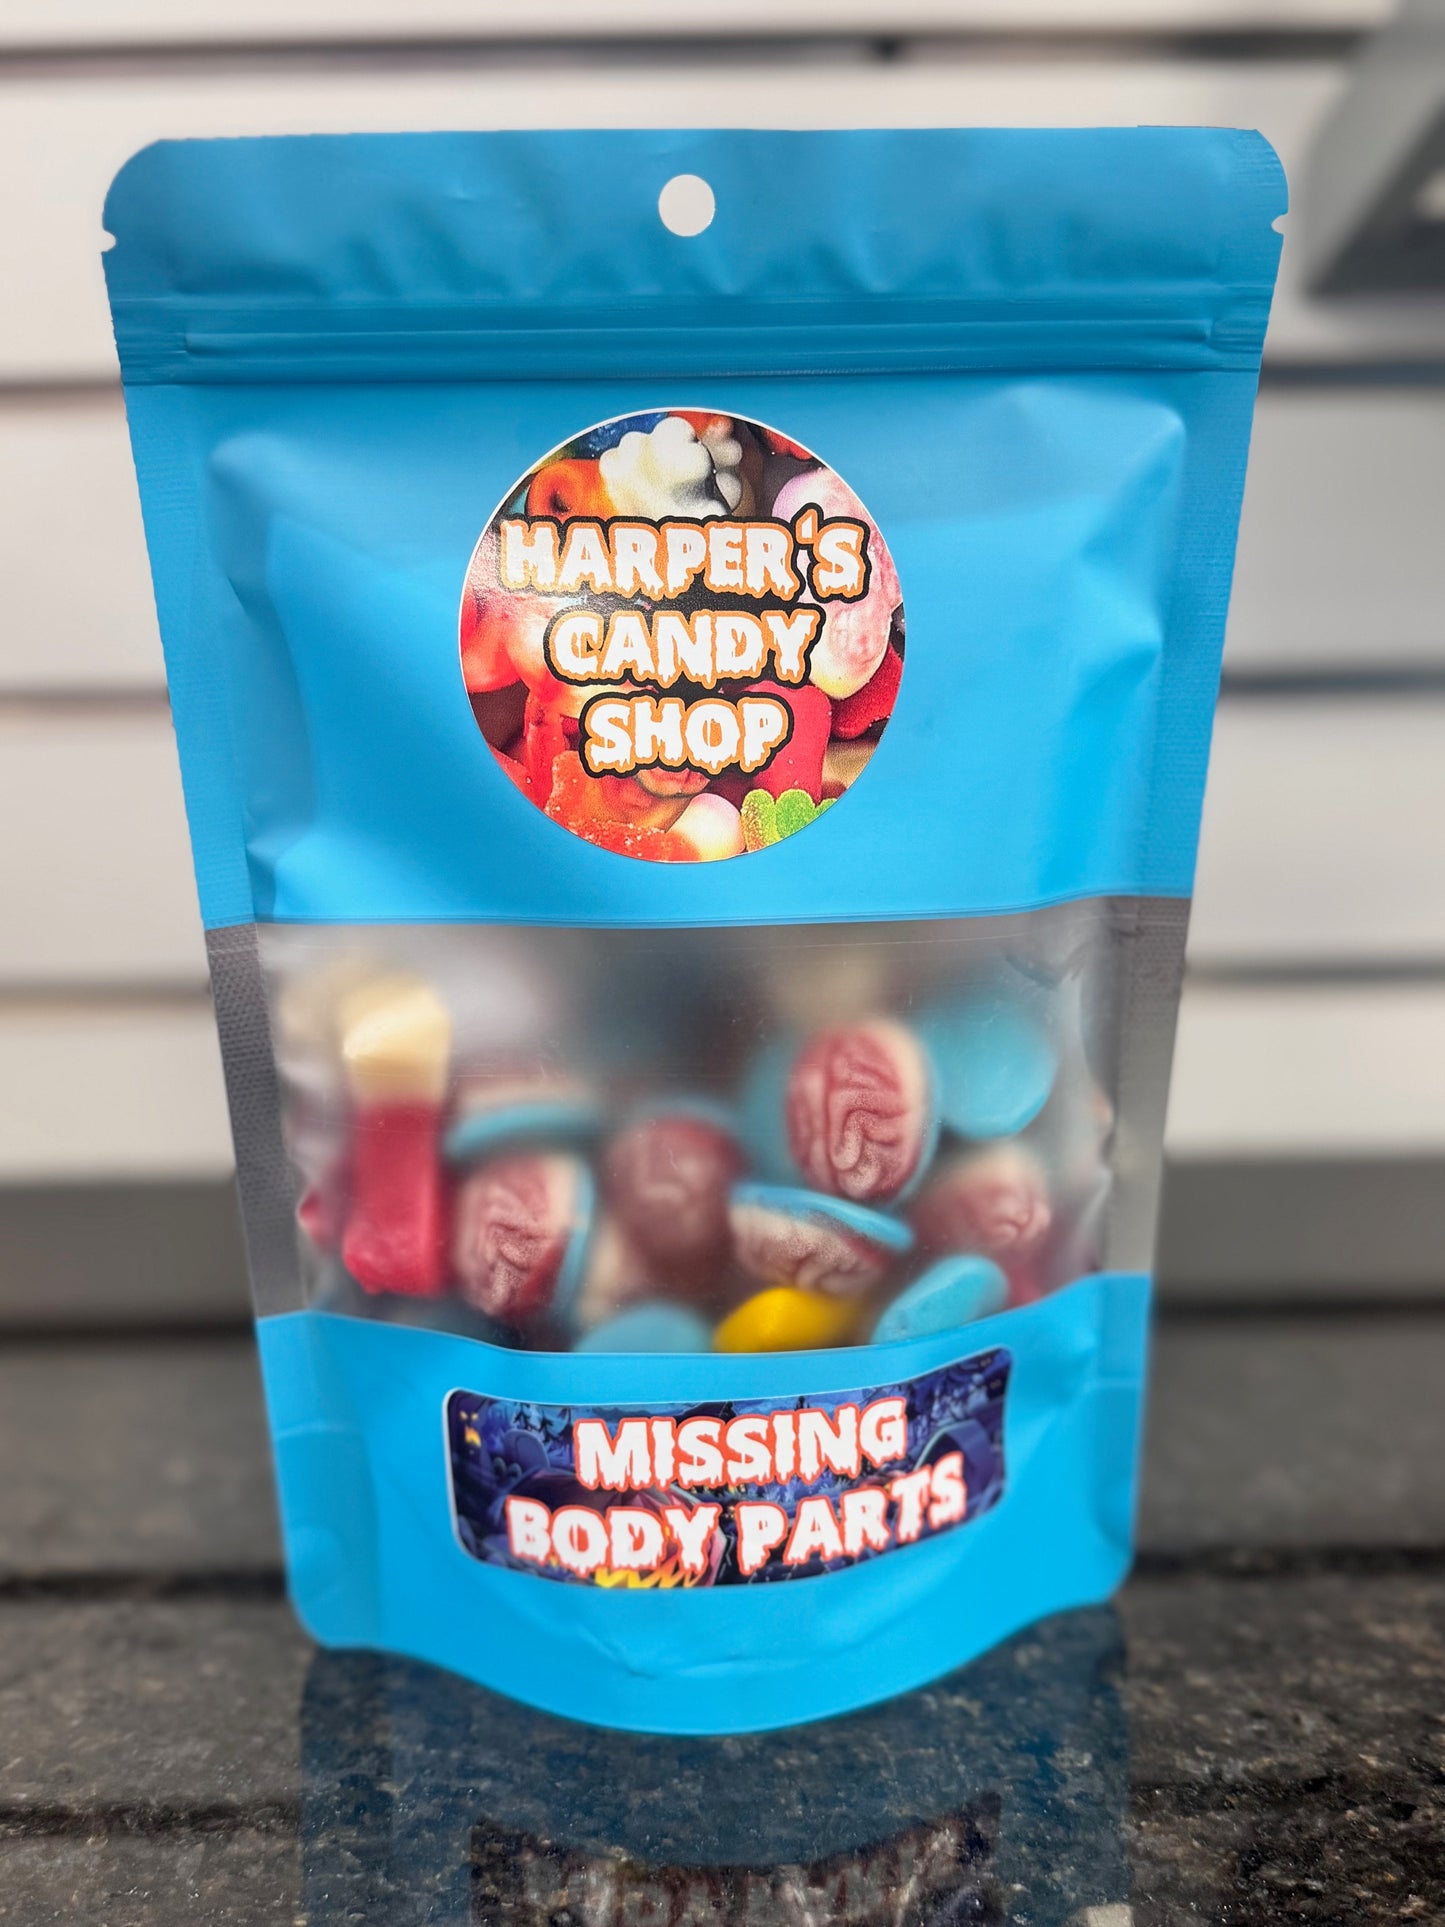 HARPER'S
CANDY
SHOP
MISSING
BODY PARTS